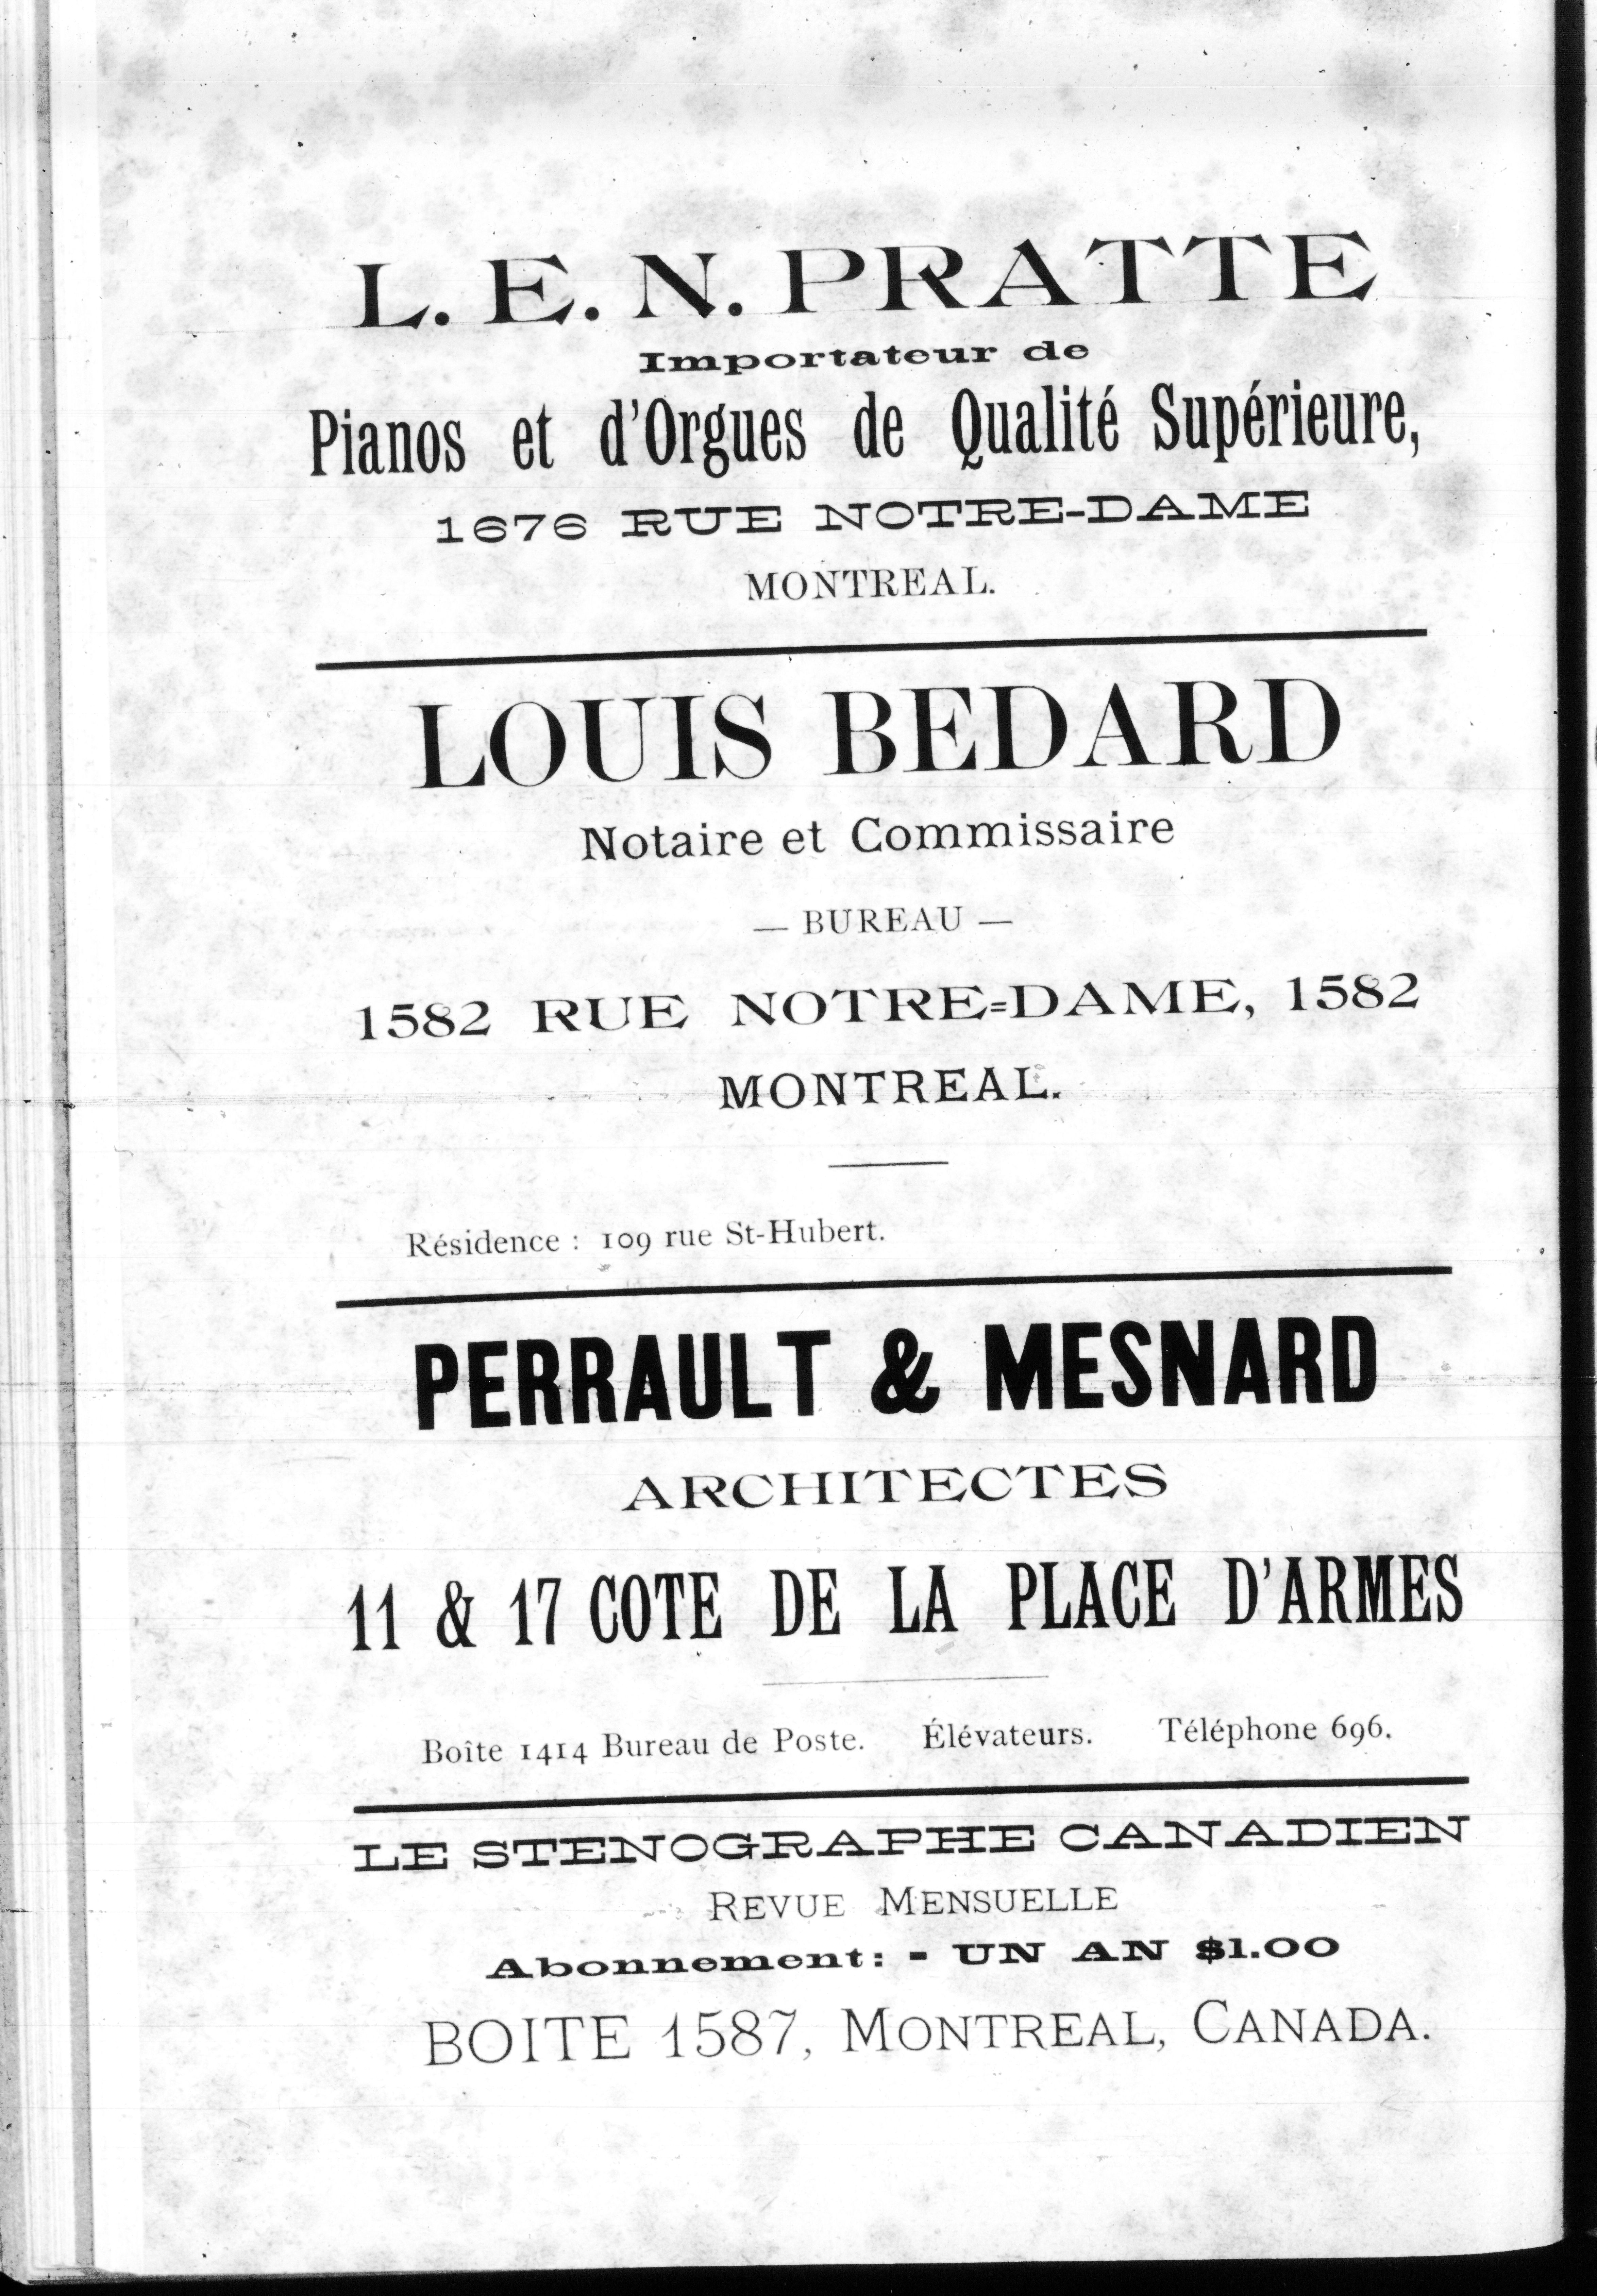 L. E. N. PRATTE
Importateur de
Pianos et d'Orgues de Qualité Supérieure,
1676 RUE NOTRE-DAME
MONTREAL.
LOUIS BEDARD
Notaire et Commissaire
— BUREAU —
1582 RUE NOTRE=DAME, 1582
MONTREAL.
Résidence : 109 rue St-Hubert.
PERRAULT & MESNARD
ARCHITECTES
11 & 17 COTE DE LA PLACE D'ARMES
Boîte 1414 Bureau de Poste. Élévateurs. Téléphone 696.
LE STENOGRAPHE CANADIEN
REVUE MENSUELLE
Abonnement: - UN AN $1.00
BOITE 1587, MONTREAL, CANADA.